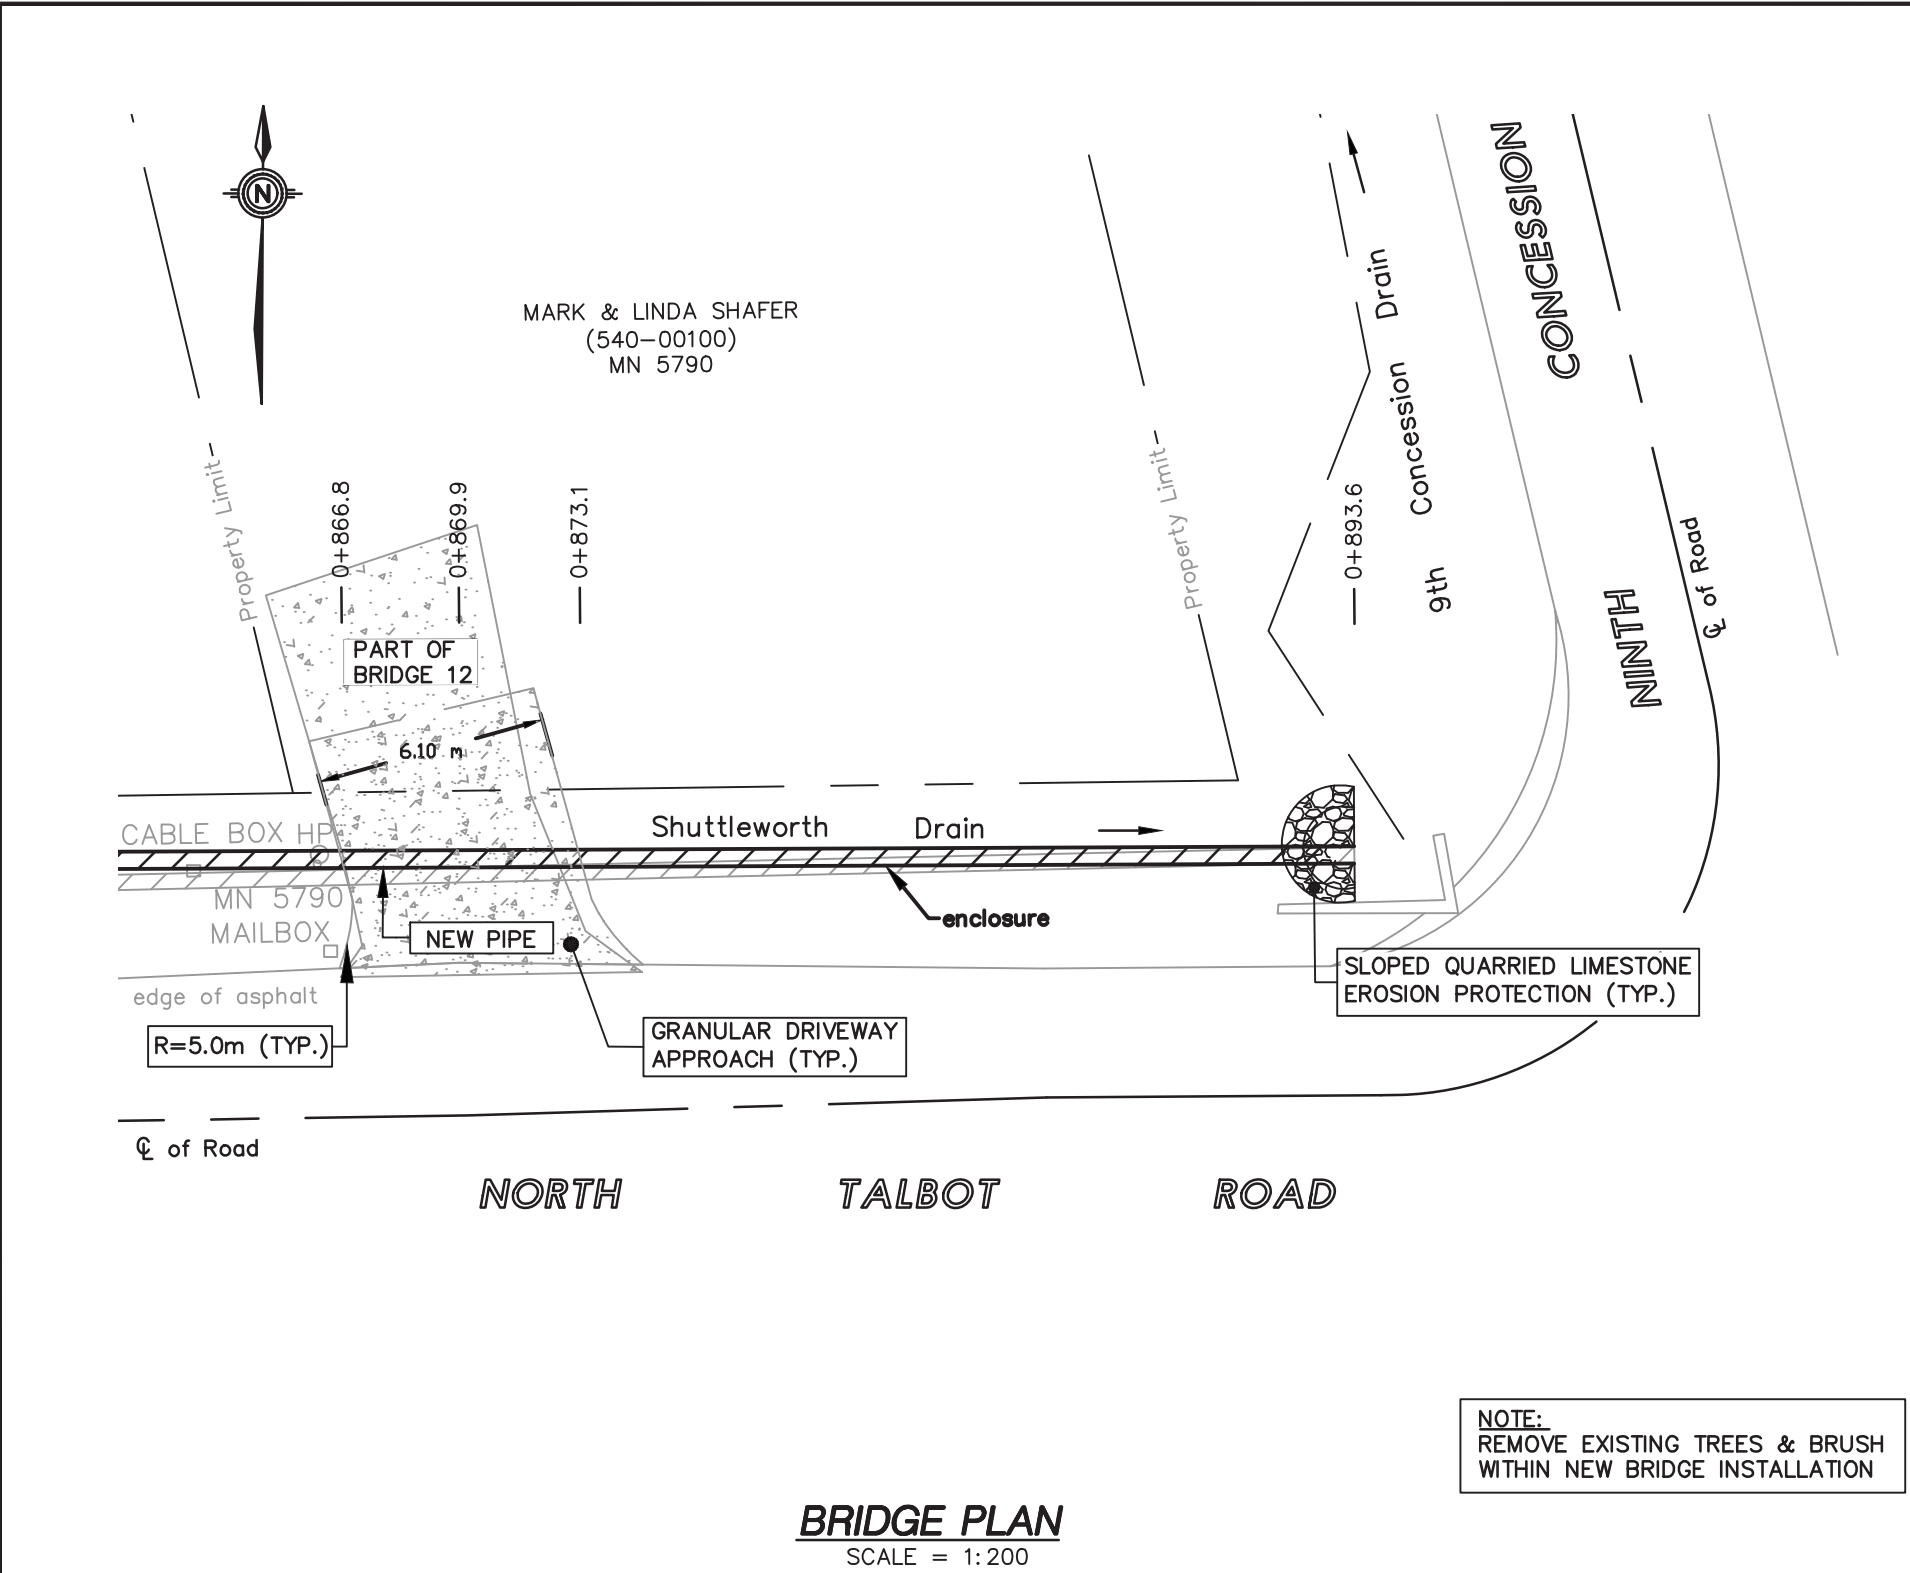 N
MARK & LINDA SHAFER
(540-00100)
MN 5790
CONCESSION
9th Concession Drain
Property Limit
Property Limit
0+866.8
0+869.9
0+873.1
0+893.6
℄ of Road
NINTH
PART OF
BRIDGE 12
6.10 m
CABLE BOX HP
Shuttleworth Drain
MN 5790
MAILBOX
NEW PIPE
enclosure
edge of asphalt
R=5.0m (TYP.)
GRANULAR DRIVEWAY
APPROACH (TYP.)
SLOPED QUARRIED LIMESTONE
EROSION PROTECTION (TYP.)
℄ of Road
NORTH TALBOT ROAD
NOTE:
REMOVE EXISTING TREES & BRUSH
WITHIN NEW BRIDGE INSTALLATION
BRIDGE PLAN
SCALE = 1:200